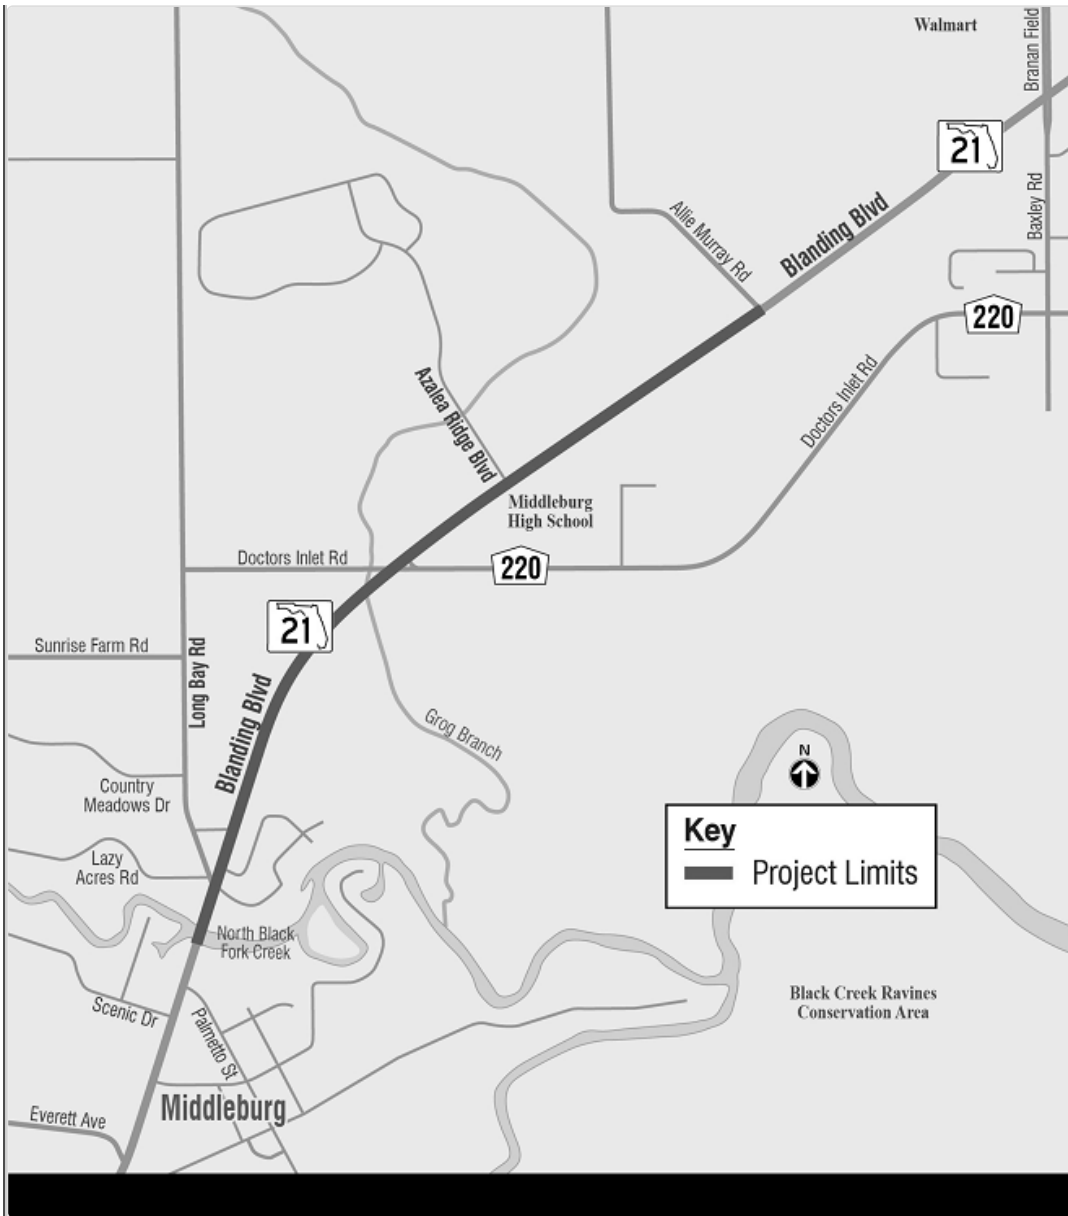 Walmart
Branan Field
21
Baxley Rd
Allie Murray Rd
Blanding Blvd
220
Azalea Ridge Blvd
Doctors Inlet Rd
Middleburg
High School
Doctors Inlet Rd
220
21
Sunrise Farm Rd
Long Bay Rd
Blanding Blvd
Grog Branch
N
Country
Meadows Dr
Key
Project Limits
Lazy
Acres Rd
North Black
Fork Creek
Scenic Dr
Palmetto St
Black Creek Ravines
Conservation Area
Middleburg
Everett Ave